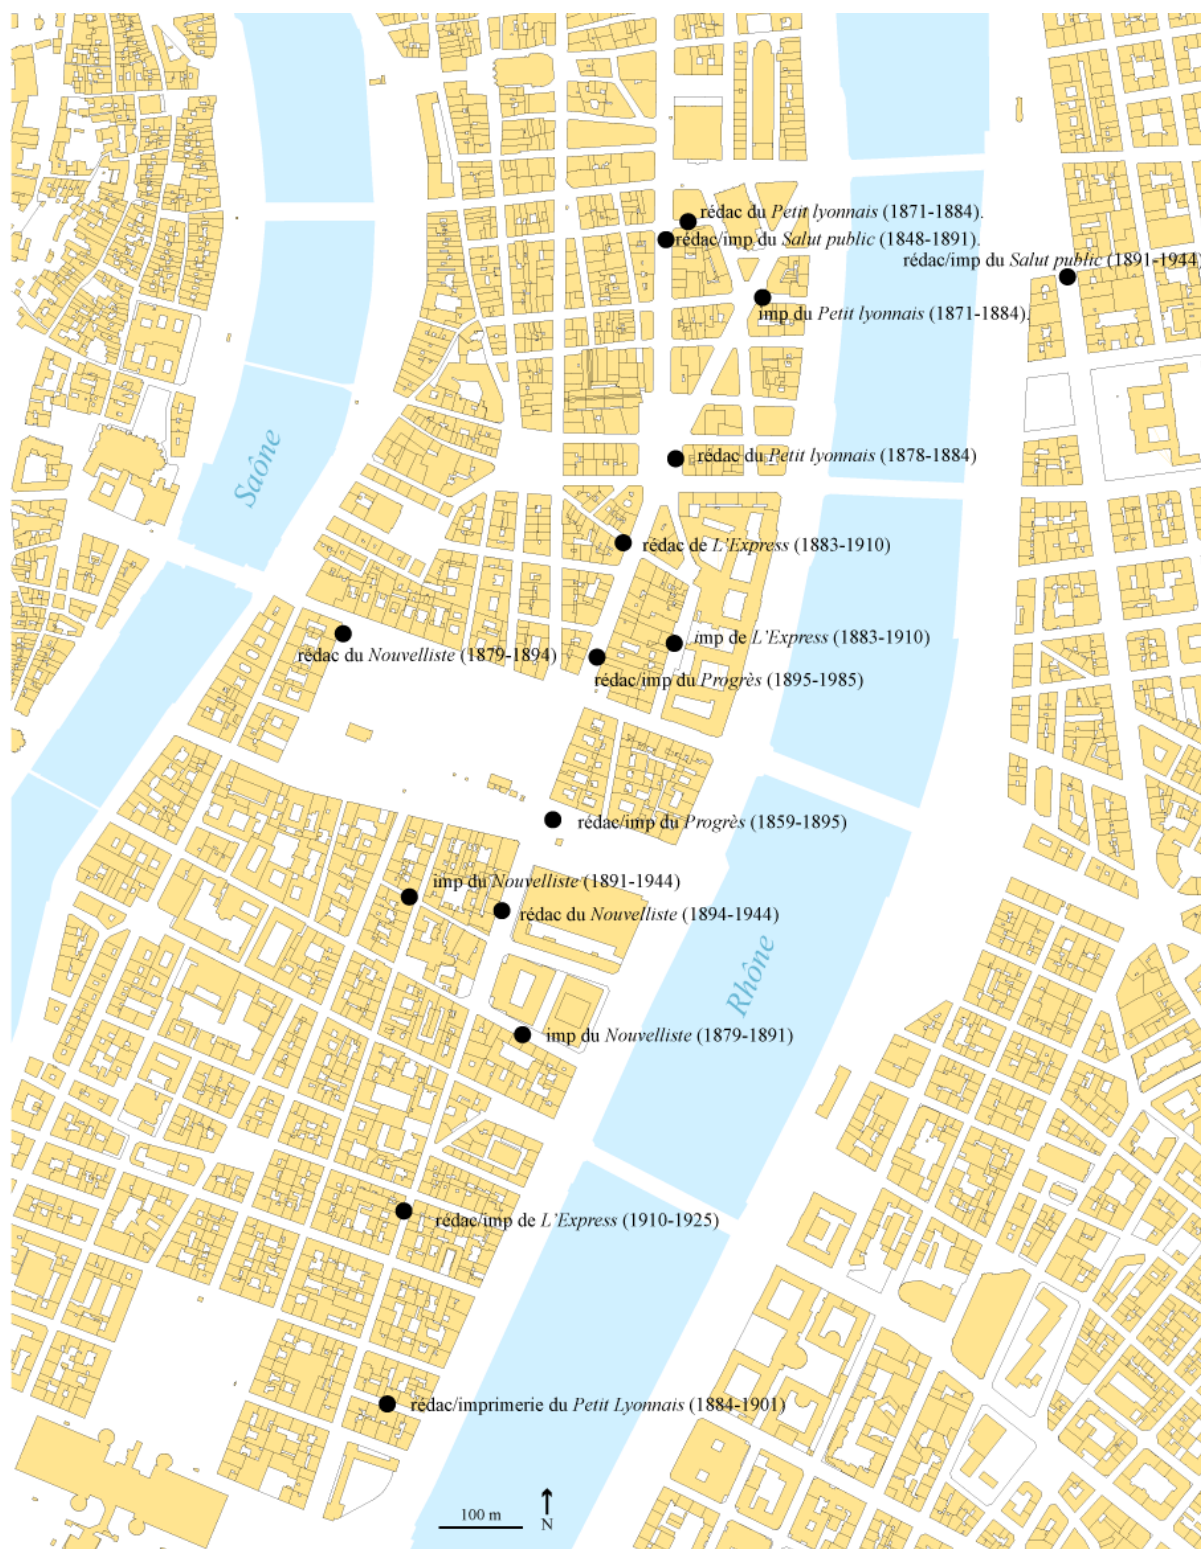 rédac du Petit lyonnais (1871-1884).
rédac/imp du Salut public (1848-1891).
rédac/imp du Salut public (1891-1944)
imp du Petit lyonnais (1871-1884).
Saône
rédac du Petit lyonnais (1878-1884)
rédac de L'Express (1883-1910)
imp de L'Express (1883-1910)
rédac du Nouvelliste (1879-1894)
rédac/imp du Progrès (1895-1985)
rédac/imp du Progrès (1859-1895)
imp du Nouvelliste (1891-1944)
rédac du Nouvelliste (1894-1944)
Rhône
imp du Nouvelliste (1879-1891)
rédac/imp de L'Express (1910-1925)
rédac/imprimerie du Petit Lyonnais (1884-1901)
100 m
N